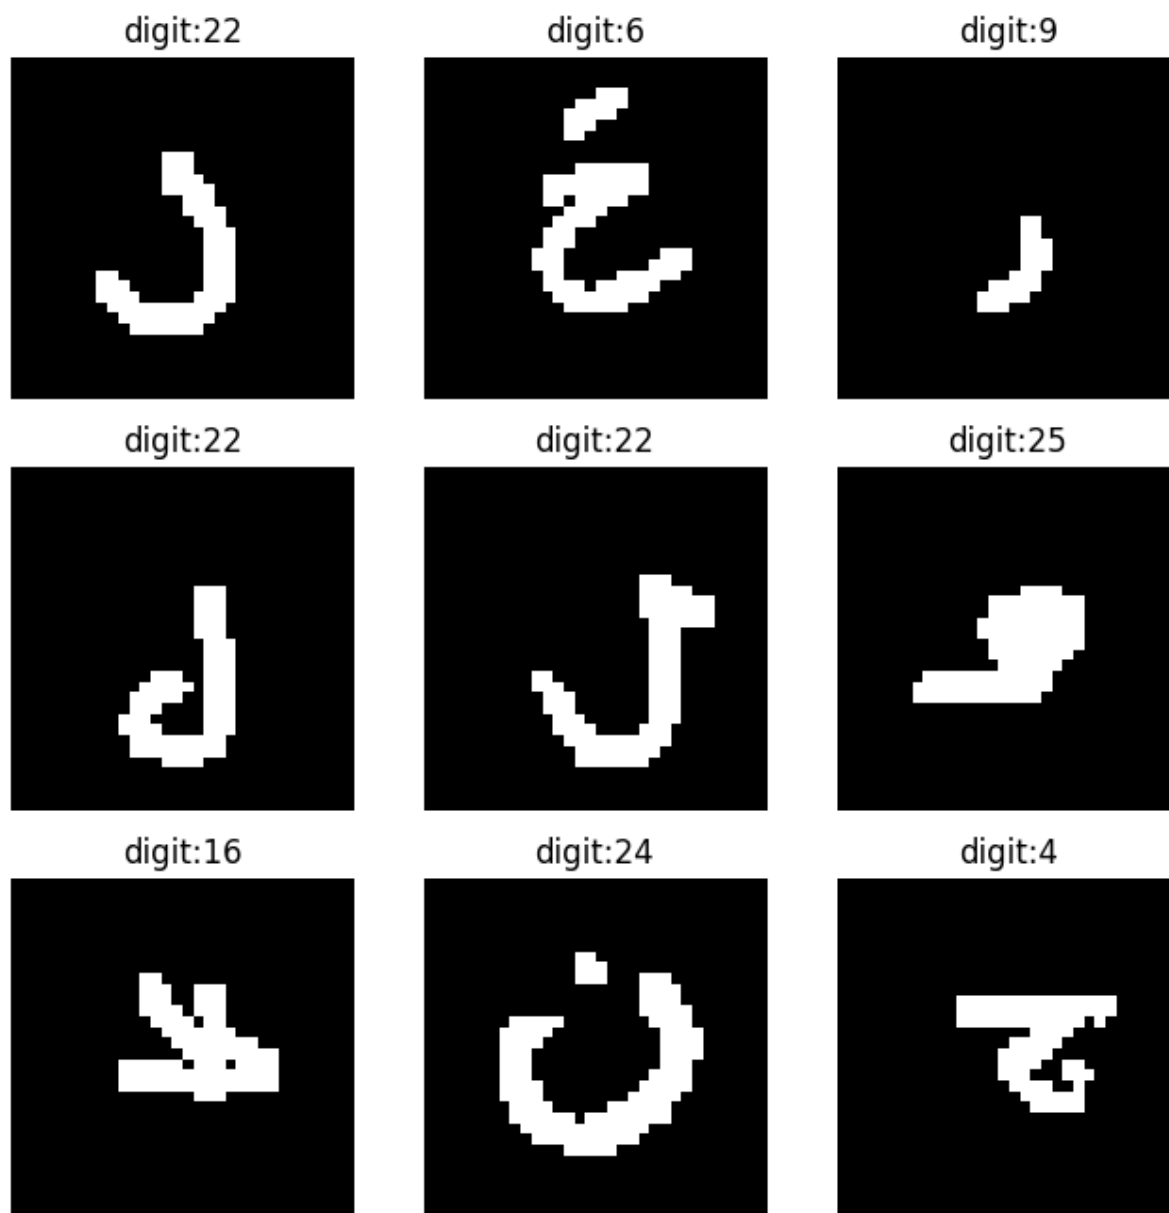 digit:22 digit:6 digit:9
ل خ ر
digit:22 digit:22 digit:25
ل ل ه
digit:16 digit:24 digit:4
ظ ن ج